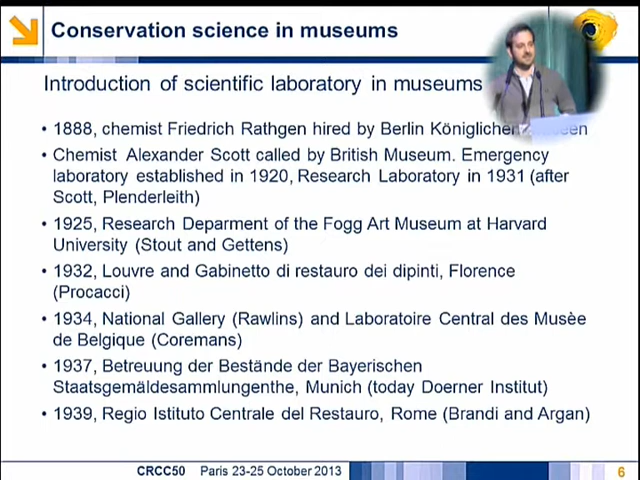 Conservation science in museums
Introduction of scientific laboratory in museums
• 1888, chemist Friedrich Rathgen hired by Berlin Königlichen
• Chemist Alexander Scott called by British Museum. Emergency
laboratory established in 1920, Research Laboratory in 1931 (after
Scott, Plenderleith)
• 1925, Research Deparment of the Fogg Art Museum at Harvard
University (Stout and Gettens)
• 1932, Louvre and Gabinetto di restauro dei dipinti, Florence
(Procacci)
• 1934, National Gallery (Rawlins) and Laboratoire Central des Musèe
de Belgique (Coremans)
• 1937, Betreuung der Bestände der Bayerischen
Staatsgemäldesammlungenthe, Munich (today Doerner Institut)
• 1939, Regio Istituto Centrale del Restauro, Rome (Brandi and Argan)
CRCC50 Paris 23-25 October 2013 6